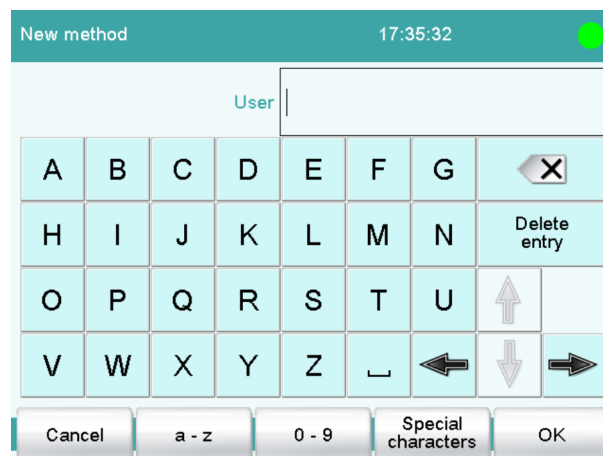 New method 17:35:32
User
A B C D E F G
H I J K L M N Delete entry
O P Q R S T U
V W X Y Z
Cancel a - z 0 - 9 Special characters OK